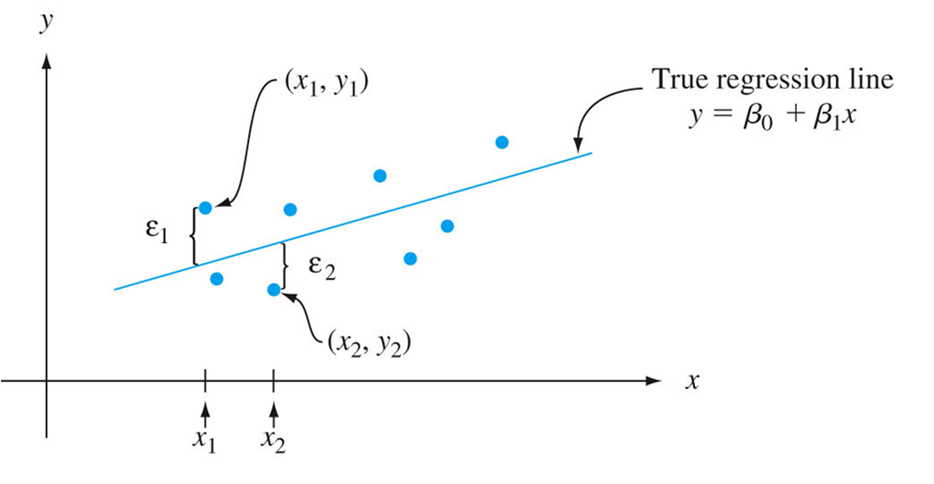 y
(x₁, y₁)
True regression line
y = β₀ + β₁x
ε₁
ε₂
(x₂, y₂)
x
x₁
x₂